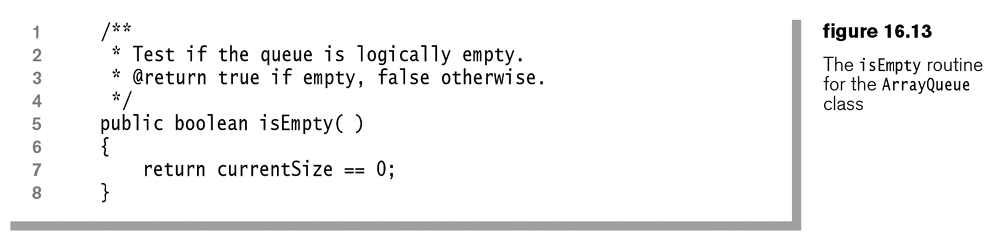 1 /**
2 * Test if the queue is logically empty.
3 * @return true if empty, false otherwise.
4 */
5 public boolean isEmpty( )
6 {
7 return currentSize == 0;
8 }
figure 16.13
The isEmpty routine
for the ArrayQueue
class